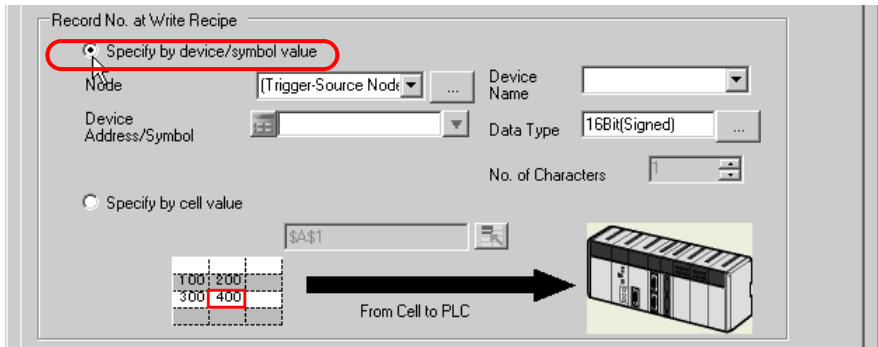 Record No. at Write Recipe
Specify by device/symbol value
Node
(Trigger-Source Node
...
Device
Name
Device
Address/Symbol
Data Type
16Bit(Signed)
...
No. of Characters
1
Specify by cell value
$A$1
100 200
300 400
From Cell to PLC